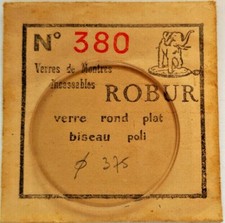 N° 380
Verres de Montres
Incassables
ROBUR
verre rond plat
biseau poli
ø 375